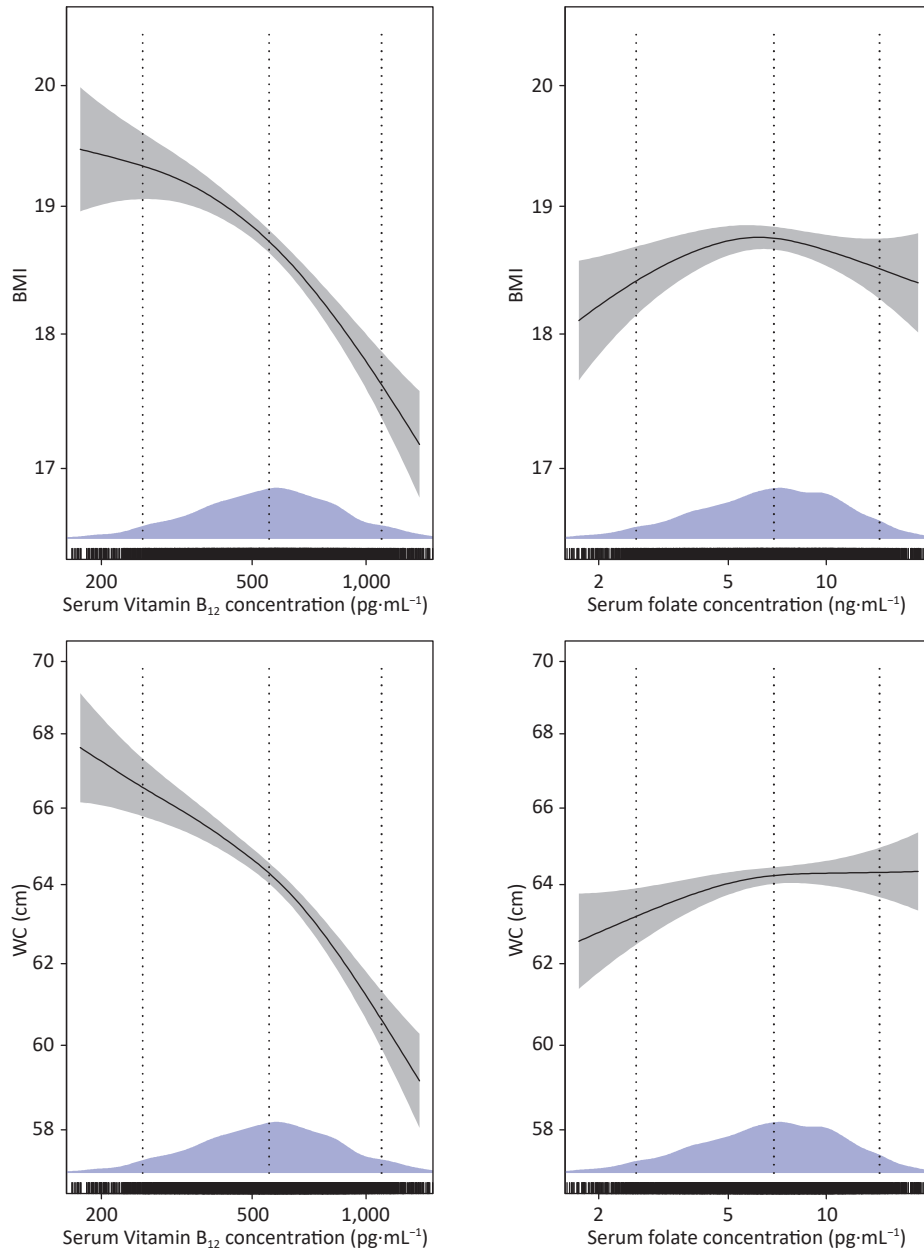 20
19
18
17
BMI
200 500 1,000
Serum Vitamin B₁₂ concentration (pg·mL⁻¹)
20
19
18
17
BMI
2 5 10
Serum folate concentration (ng·mL⁻¹)
70
68
66
64
62
60
58
WC (cm)
200 500 1,000
Serum Vitamin B₁₂ concentration (pg·mL⁻¹)
70
68
66
64
62
60
58
WC (cm)
2 5 10
Serum folate concentration (pg·mL⁻¹)